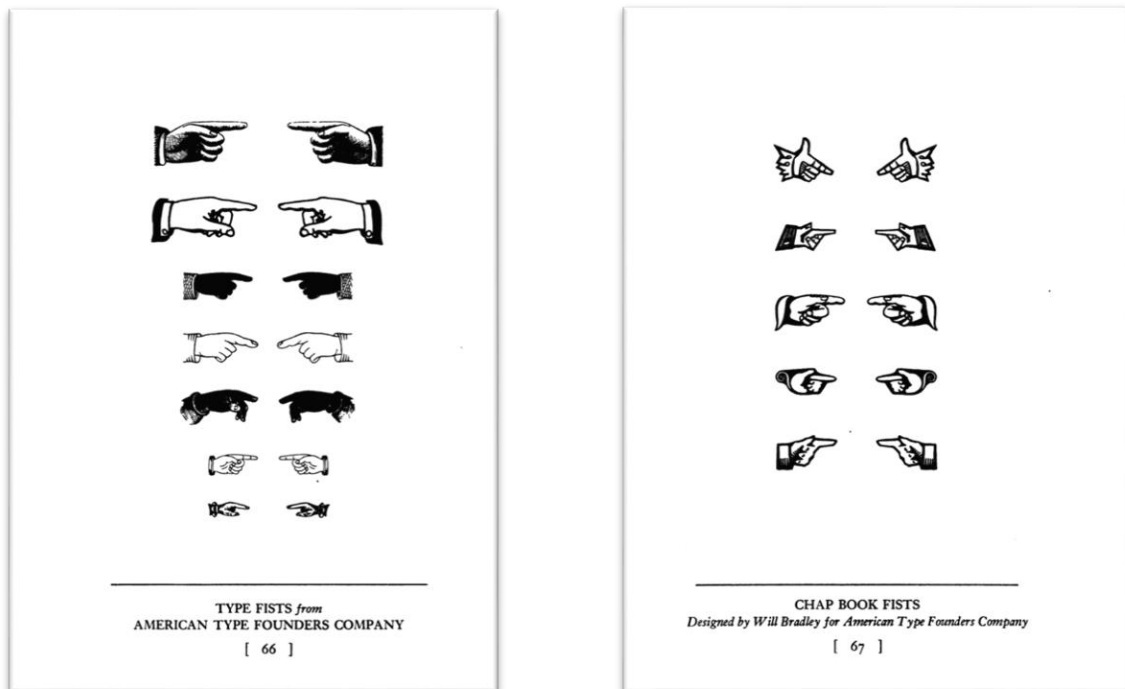 TYPE FISTS from
AMERICAN TYPE FOUNDERS COMPANY
[ 66 ]
CHAP BOOK FISTS
Designed by Will Bradley for American Type Founders Company
[ 67 ]